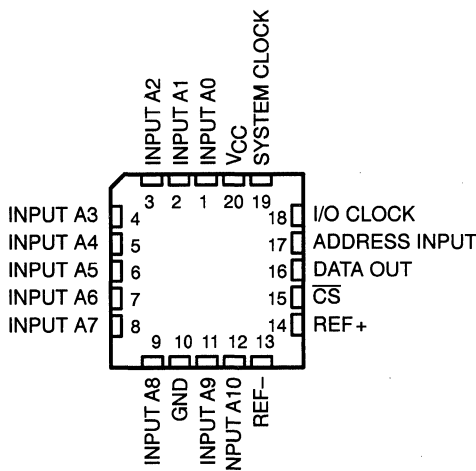 INPUT A2
INPUT A1
INPUT A0
VCC
SYSTEM CLOCK
3 2 1 20 19
INPUT A3 4 18 I/O CLOCK
INPUT A4 5 17 ADDRESS INPUT
INPUT A5 6 16 DATA OUT
INPUT A6 7 15 C̅S̅
INPUT A7 8 14 REF+
9 10 11 12 13
INPUT A8
GND
INPUT A9
NPUT A10
REF−